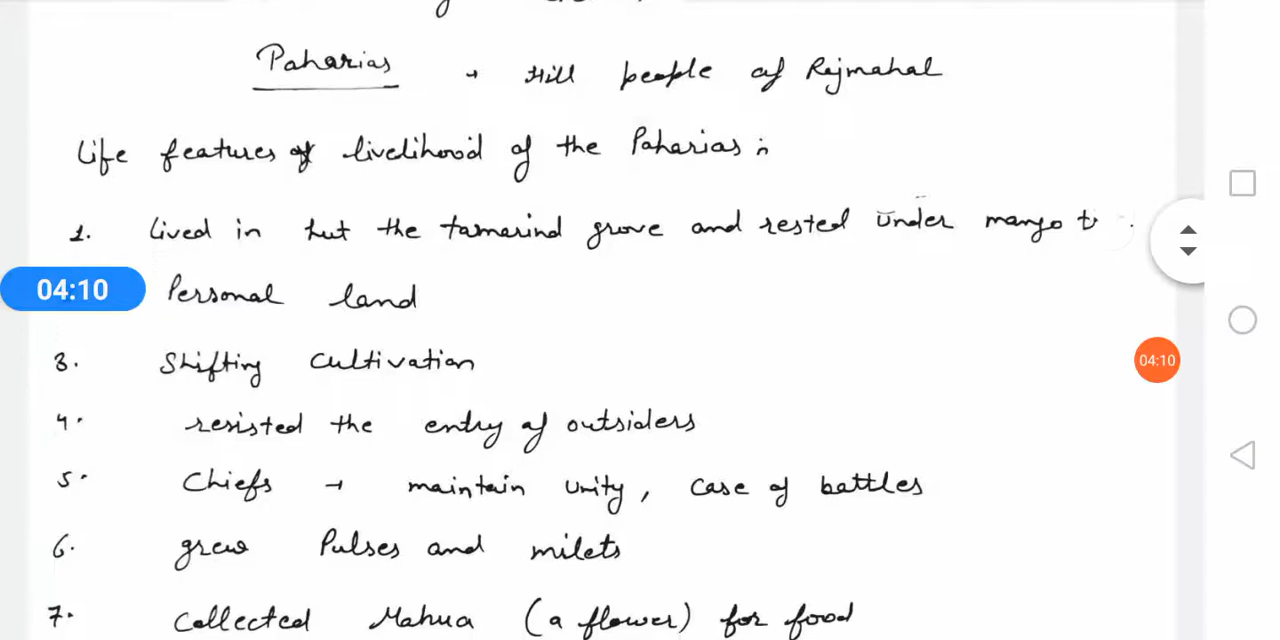 Paharias → Hill people of Rajmahal
Life features of livelihood of the Paharias :
1. Lived in hut the tamarind grove and rested under mango
04:10 Personal land
3. Shifting cultivation
04:10
4. resisted the entry of outsiders
5. Chiefs → maintain unity, case of battles
6. grew Pulses and milets
7. Collected Mahua (a flower) for food